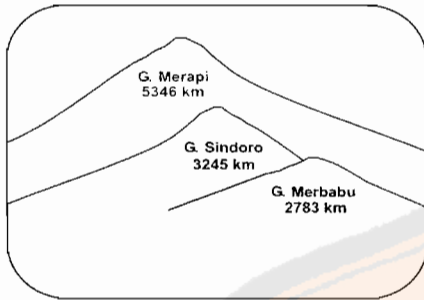 G. Merapi
5346 km
G. Sindoro
3245 km
G. Merbabu
2783 km